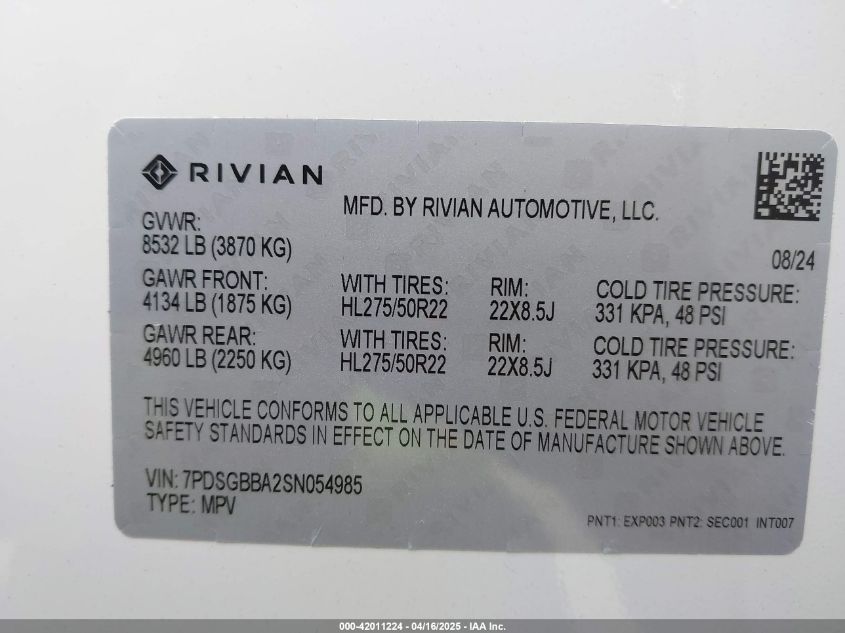 RIVIAN
MFD. BY RIVIAN AUTOMOTIVE, LLC.
GVWR:
8532 LB (3870 KG)
08/24
GAWR FRONT: WITH TIRES: RIM: COLD TIRE PRESSURE:
4134 LB (1875 KG) HL275/50R22 22X8.5J 331 KPA, 48 PSI
GAWR REAR: WITH TIRES: RIM: COLD TIRE PRESSURE:
4960 LB (2250 KG) HL275/50R22 22X8.5J 331 KPA, 48 PSI
THIS VEHICLE CONFORMS TO ALL APPLICABLE U.S. FEDERAL MOTOR VEHICLE
SAFETY STANDARDS IN EFFECT ON THE DATE OF MANUFACTURE SHOWN ABOVE.
VIN: 7PDSGBBA2SN054985
TYPE: MPV
PNT1: EXP003 PNT2: SEC001 INT007
000-42011224 - 04/16/2025 - IAA Inc.